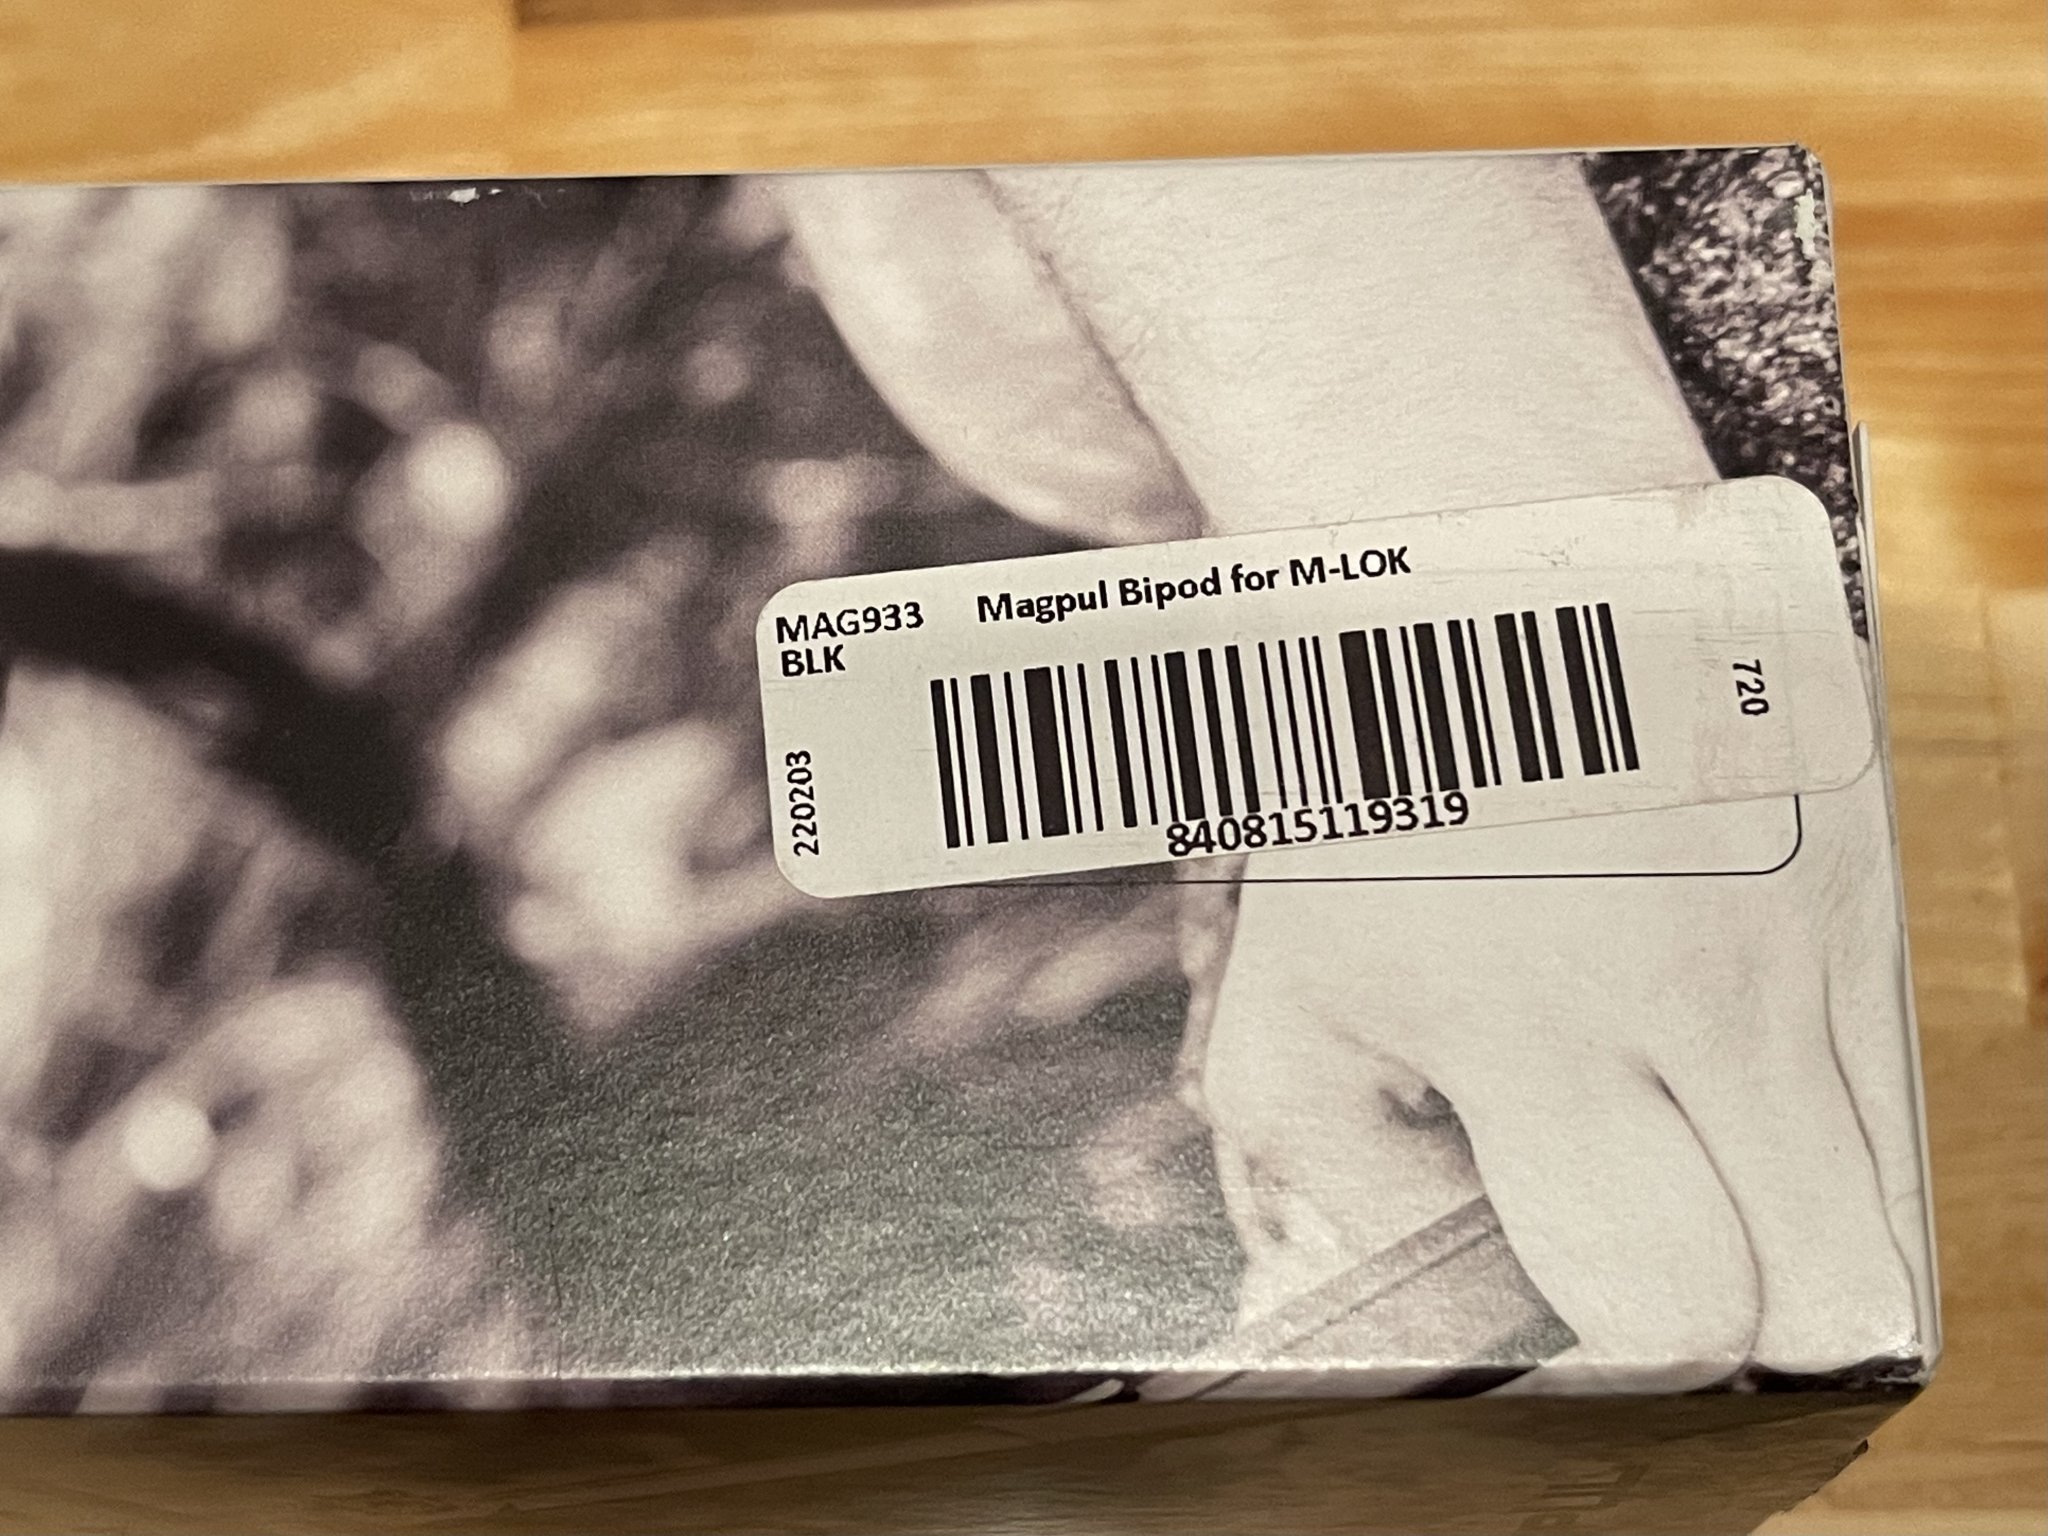 MAG933 Magpul Bipod for M-LOK
BLK
220203
720
840815119319